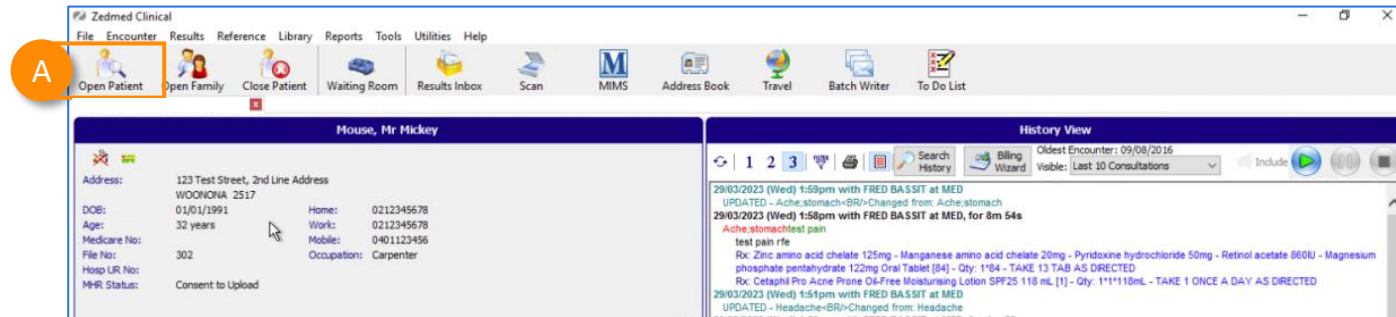 Zedmed Clinical
File Encounter Results Reference Library Reports Tools Utilities Help
A
Open Patient Open Family Close Patient Waiting Room Results Inbox Scan MIMS Address Book Travel Batch Writer To Do List
Mouse, Mr Mickey
Address: 123 Test Street, 2nd Line Address
WOONONA 2517
DOB: 01/01/1991 Home: 0212345678
Age: 32 years Work: 0212345678
Medicare No: Mobile: 0401123456
File No: 302 Occupation: Carpenter
Hosp UR No:
MHR Status: Consent to Upload
History View
1 2 3 Search History Billing Wizard Oldest Encounter: 09/08/2016
Visible: Last 10 Consultations Include
29/03/2023 (Wed) 1:59pm with FRED BASSIT at MED
UPDATED - Ache;stomach<BR/>Changed from: Ache;stomach
29/03/2023 (Wed) 1:58pm with FRED BASSIT at MED, for 8m 54s
Ache;stomachtest pain
test pain rfe
Rx: Zinc amino acid chelate 125mg - Manganese amino acid chelate 20mg - Pyridoxine hydrochloride 50mg - Retinol acetate 860IU - Magnesium
phosphate pentahydrate 122mg Oral Tablet [84] - Qty: 1*84 - TAKE 13 TAB AS DIRECTED
Rx: Cetaphil Pro Acne Prone Oil-Free Moisturising Lotion SPF25 118 mL [1] - Qty: 1*1*118mL - TAKE 1 ONCE A DAY AS DIRECTED
29/03/2023 (Wed) 1:51pm with FRED BASSIT at MED
UPDATED - Headache<BR/>Changed from: Headache